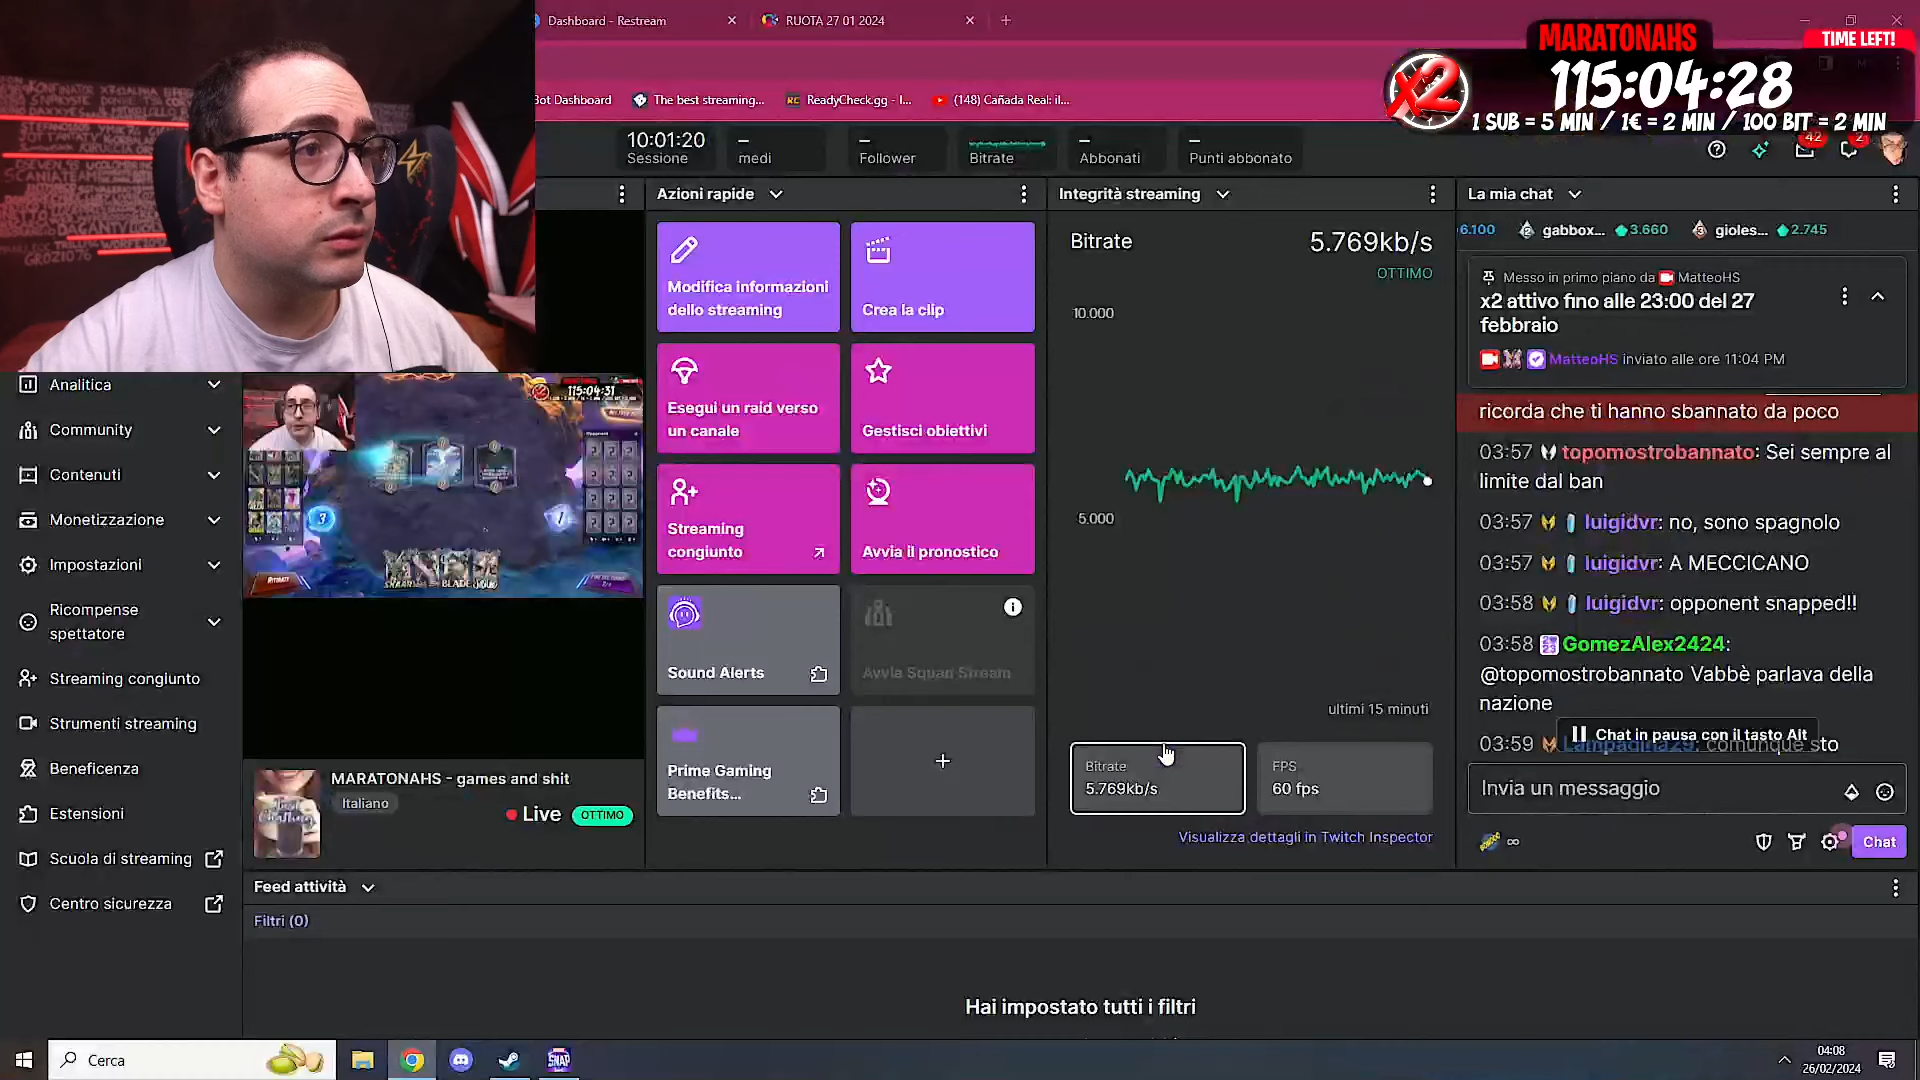 Dashboard - Restream
RUOTA 27 01 2024
MARATONAHS
TIME LEFT!
x2
115:04:28
1 SUB = 5 MIN / 1€ = 2 MIN / 100 BIT = 2 MIN
Bot Dashboard
The best streaming...
ReadyCheck.gg - I...
(148) Cañada Real: il...
10:01:20
Sessione
medi
Follower
Bitrate
Abbonati
Punti abbonato
42
2
Azioni rapide
Integrità streaming
La mia chat
Modifica informazioni
dello streaming
Crea la clip
Esegui un raid verso
un canale
Gestisci obiettivi
Streaming
congiunto
Avvia il pronostico
Sound Alerts
Avvia Squad Stream
Prime Gaming
Benefits...
Bitrate
5.769kb/s
OTTIMO
10.000
5.000
ultimi 15 minuti
Bitrate
5.769kb/s
FPS
60 fps
Visualizza dettagli in Twitch Inspector
6.100
gabbox...
3.660
gioles...
2.745
Messo in primo piano da MatteoHS
x2 attivo fino alle 23:00 del 27
febbraio
MatteoHS inviato alle ore 11:04 PM
ricorda che ti hanno sbannato da poco
03:57 topomostrobannato: Sei sempre al
limite dal ban
03:57 luigidvr: no, sono spagnolo
03:57 luigidvr: A MECCICANO
03:58 luigidvr: opponent snapped!!
03:58 GomezAlex2424:
@topomostrobannato Vabbè parlava della
nazione
Chat in pausa con il tasto Alt
03:59 Lampagina29: comunque sto
Invia un messaggio
Chat
Analitica
Community
Contenuti
Monetizzazione
Impostazioni
Ricompense
spettatore
Streaming congiunto
Strumenti streaming
Beneficenza
Estensioni
Scuola di streaming
Centro sicurezza
115:04:31
3
BLADE
MARATONAHS - games and shit
Italiano
Live
OTTIMO
Feed attività
Filtri (0)
Hai impostato tutti i filtri
Cerca
SNAP
04:08
26/02/2024